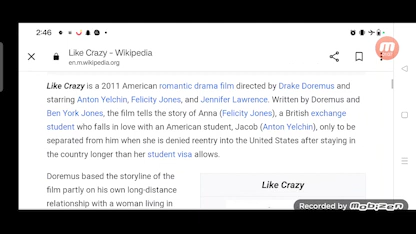 2:46
Like Crazy - Wikipedia
en.m.wikipedia.org
Like Crazy is a 2011 American romantic drama film directed by Drake Doremus and
starring Anton Yelchin, Felicity Jones, and Jennifer Lawrence. Written by Doremus and
Ben York Jones, the film tells the story of Anna (Felicity Jones), a British exchange
student who falls in love with an American student, Jacob (Anton Yelchin), only to be
separated from him when she is denied reentry into the United States after staying in
the country longer than her student visa allows.
Doremus based the storyline of
the film partly on his own long-distance
relationship with a woman living in
Like Crazy
Recorded by mobizen